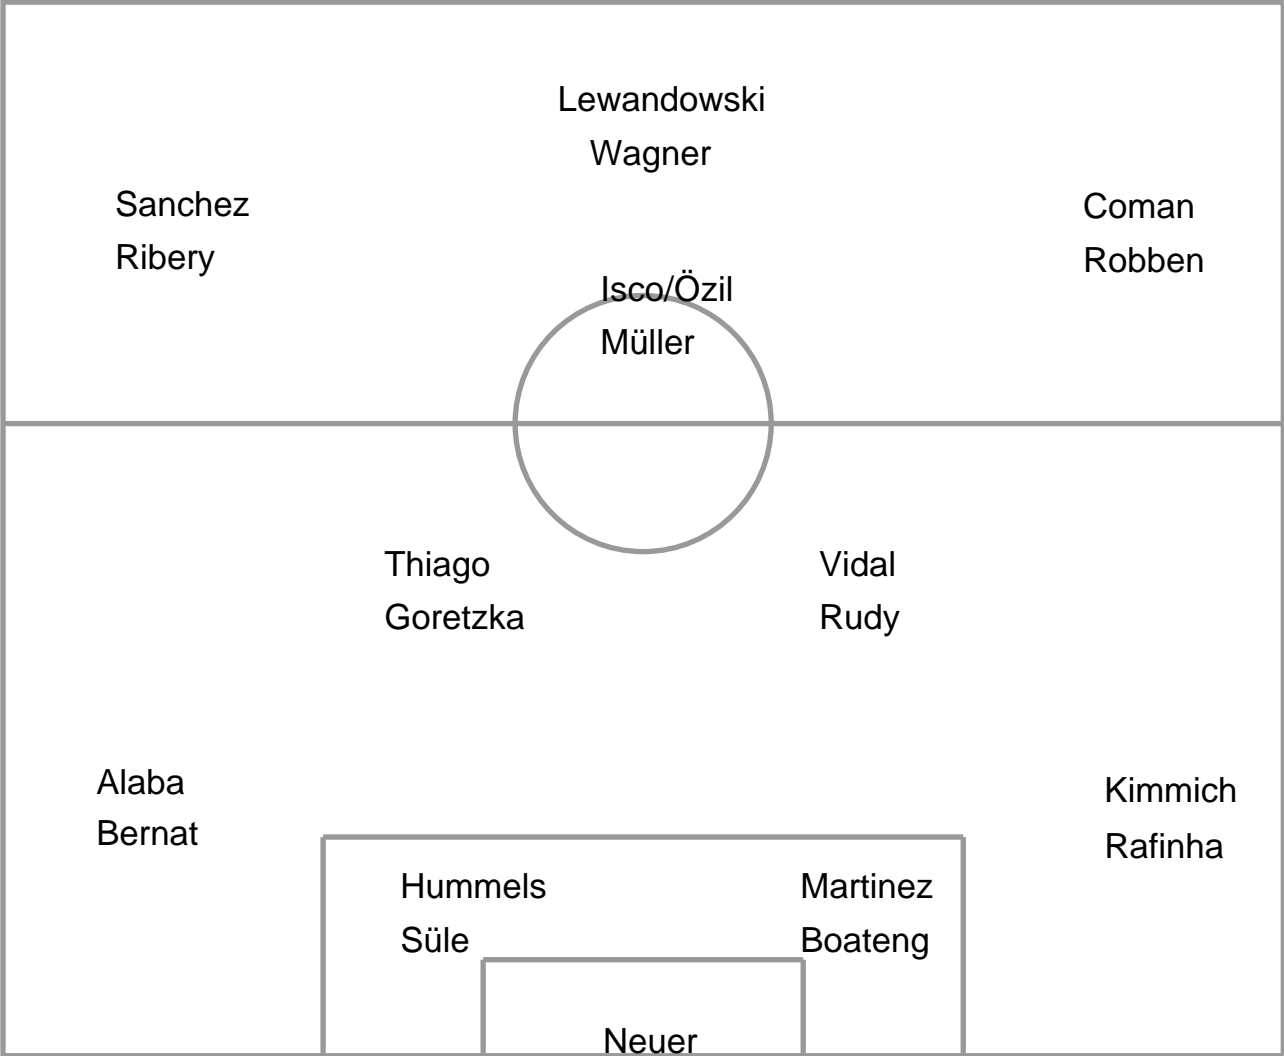 Lewandowski
Wagner
Sanchez
Ribery
Coman
Robben
Isco/Özil
Müller
Thiago
Goretzka
Vidal
Rudy
Alaba
Bernat
Kimmich
Rafinha
Hummels
Süle
Martinez
Boateng
Neuer